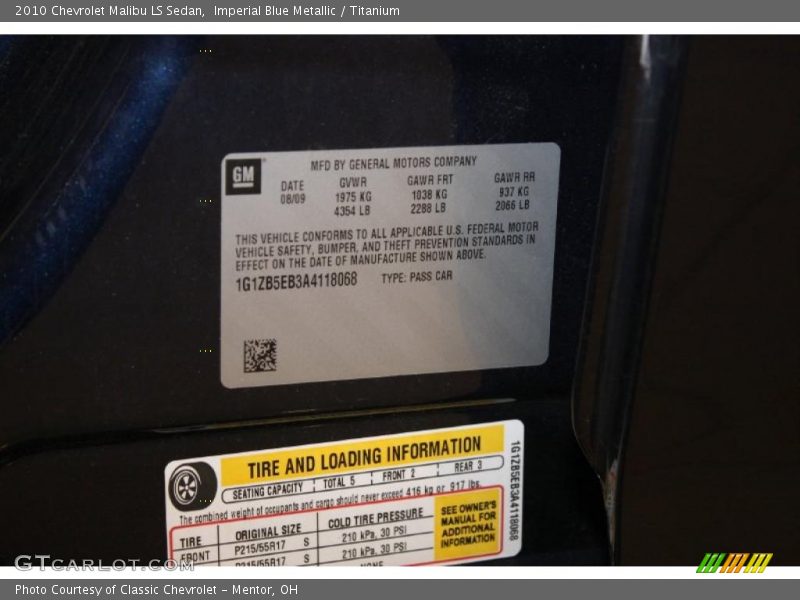 2010 Chevrolet Malibu LS Sedan,  Imperial Blue Metallic / Titanium
GM
MFD BY GENERAL MOTORS COMPANY
DATE GVWR GAWR FRT GAWR RR
08/09 1975 KG 1038 KG 937 KG
4354 LB 2288 LB 2066 LB
THIS VEHICLE CONFORMS TO ALL APPLICABLE U.S. FEDERAL MOTOR
VEHICLE SAFETY, BUMPER, AND THEFT PREVENTION STANDARDS IN
EFFECT ON THE DATE OF MANUFACTURE SHOWN ABOVE.
1G1ZB5EB3A4118068 TYPE: PASS CAR
TIRE AND LOADING INFORMATION
SEATING CAPACITY TOTAL 5 FRONT 2 REAR 3
The combined weight of occupants and cargo should never exceed 416 kg or 917 lbs.
TIRE ORIGINAL SIZE COLD TIRE PRESSURE
FRONT P215/55R17 S 210 kPa, 30 PSI
P215/55R17 S 210 kPa, 30 PSI
NONE
SEE OWNER'S
MANUAL FOR
ADDITIONAL
INFORMATION
1G1ZB5EB3A4118068
GTCarLot.com
Photo Courtesy of Classic Chevrolet - Mentor, OH